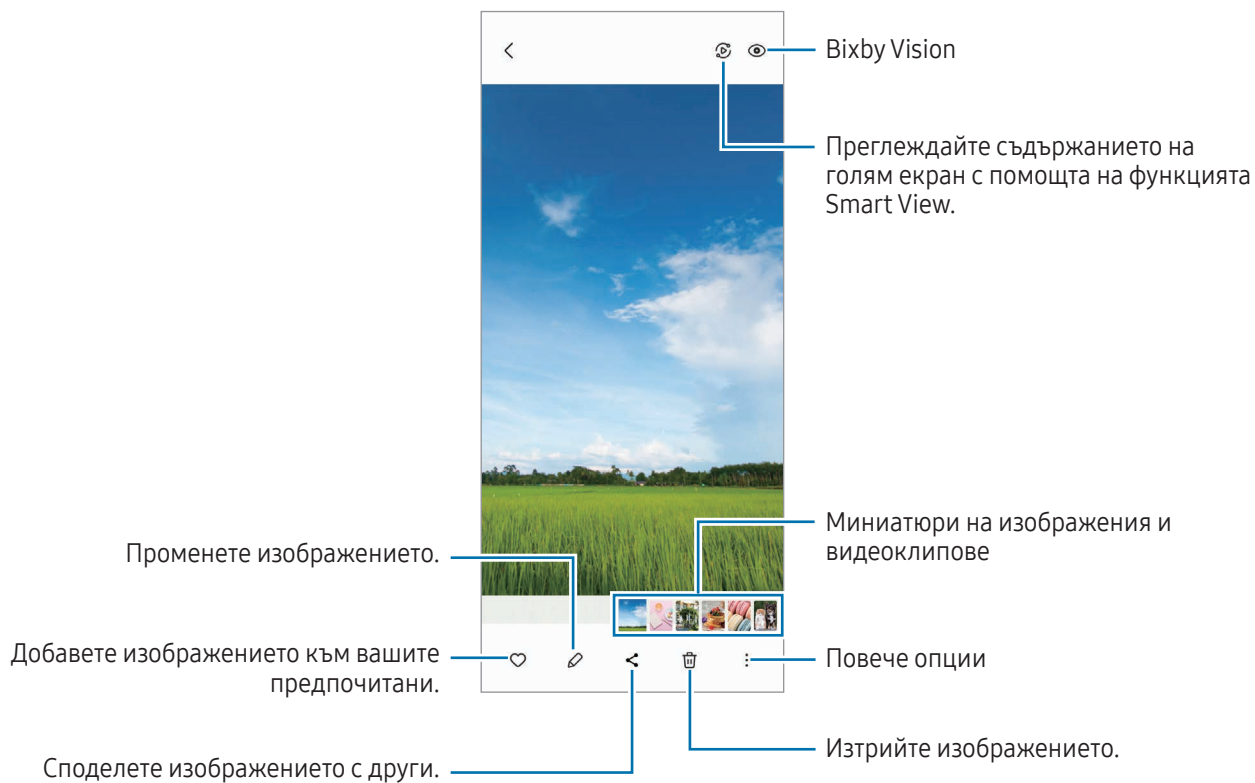 Bixby Vision
Преглеждайте съдържанието на
голям екран с помощта на функцията
Smart View.
Миниатюри на изображения и
видеоклипове
Променете изображението.
Добавете изображението към вашите
предпочитани.
Повече опции
Изтрийте изображението.
Споделете изображението с други.